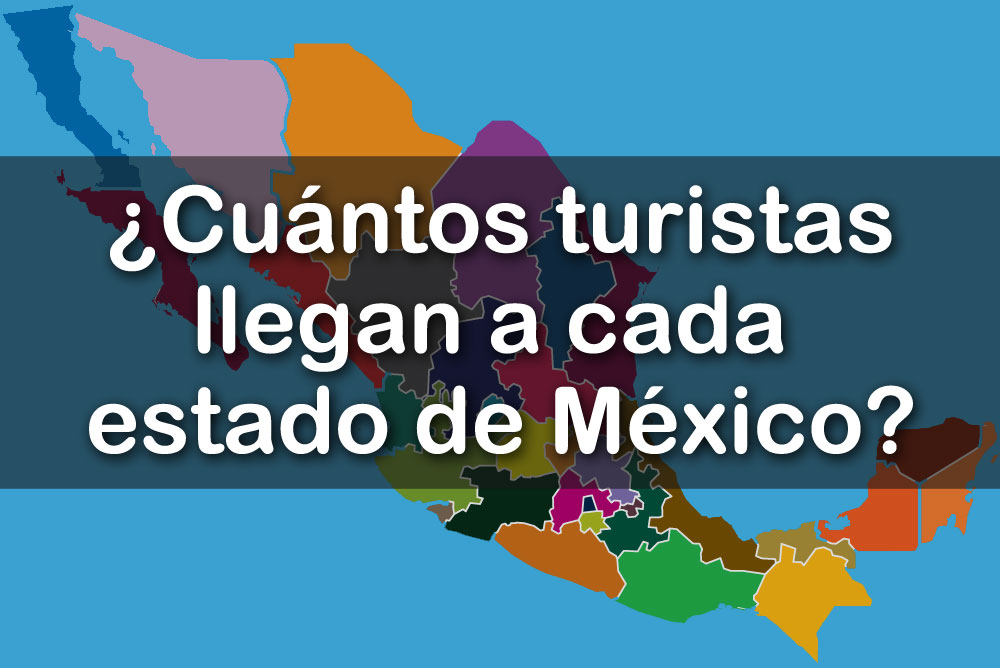 ¿Cuántos turistas
llegan a cada
estado de México?